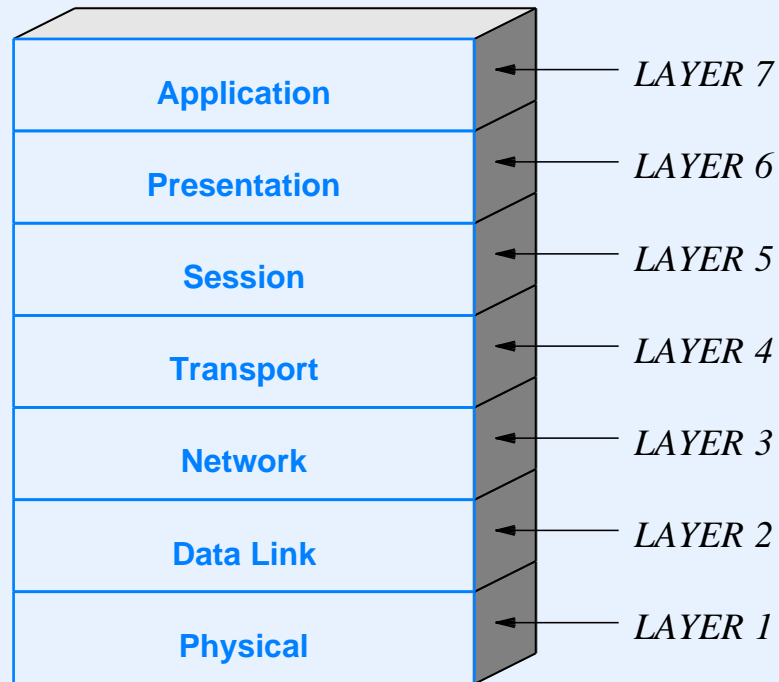 Application LAYER 7
Presentation LAYER 6
Session LAYER 5
Transport LAYER 4
Network LAYER 3
Data Link LAYER 2
Physical LAYER 1